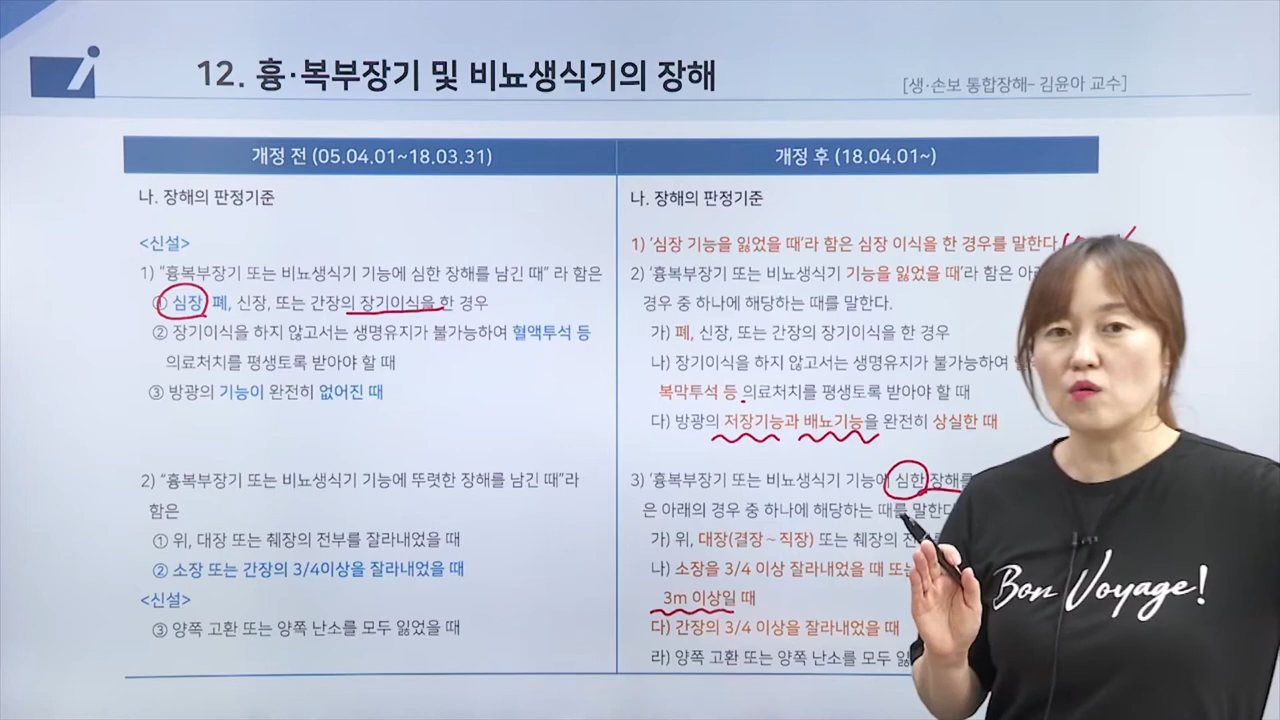 12. 흉·복부장기 및 비뇨생식기의 장해
[생·손보 통합장해- 김윤아 교수]
개정 전 (05.04.01~18.03.31)
나. 장해의 판정기준
<신설>
1) “흉복부장기 또는 비뇨생식기 기능에 심한 장해를 남긴 때” 라 함은
① 심장, 폐, 신장, 또는 간장의 장기이식을 한 경우
② 장기이식을 하지 않고서는 생명유지가 불가능하여 혈액투석 등
의료처치를 평생토록 받아야 할 때
③ 방광의 기능이 완전히 없어진 때
2) “흉복부장기 또는 비뇨생식기 기능에 뚜렷한 장해를 남긴 때”라
함은
① 위, 대장 또는 췌장의 전부를 잘라내었을 때
② 소장 또는 간장의 3/4이상을 잘라내었을 때
<신설>
③ 양쪽 고환 또는 양쪽 난소를 모두 잃었을 때
개정 후 (18.04.01~)
나. 장해의 판정기준
1) ‘심장 기능을 잃었을 때’라 함은 심장 이식을 한 경우를 말한다
2) ‘흉복부장기 또는 비뇨생식기 기능을 잃었을 때’라 함은
경우 중 하나에 해당하는 때를 말한다.
가) 폐, 신장, 또는 간장의 장기이식을 한 경우
나) 장기이식을 하지 않고서는 생명유지가 불가능하여
복막투석 등 의료처치를 평생토록 받아야 할 때
다) 방광의 저장기능과 배뇨기능을 완전히 상실한 때
3) ‘흉복부장기 또는 비뇨생식기 기능에 심한 장해를
은 아래의 경우 중 하나에 해당하는 때를 말한다
가) 위, 대장(결장~직장) 또는 췌장의
나) 소장을 3/4 이상 잘라내었을 때
3m 이상일 때
다) 간장의 3/4 이상을 잘라내었을 때
라) 양쪽 고환 또는 양쪽 난소를 모두
Bon Voyage!